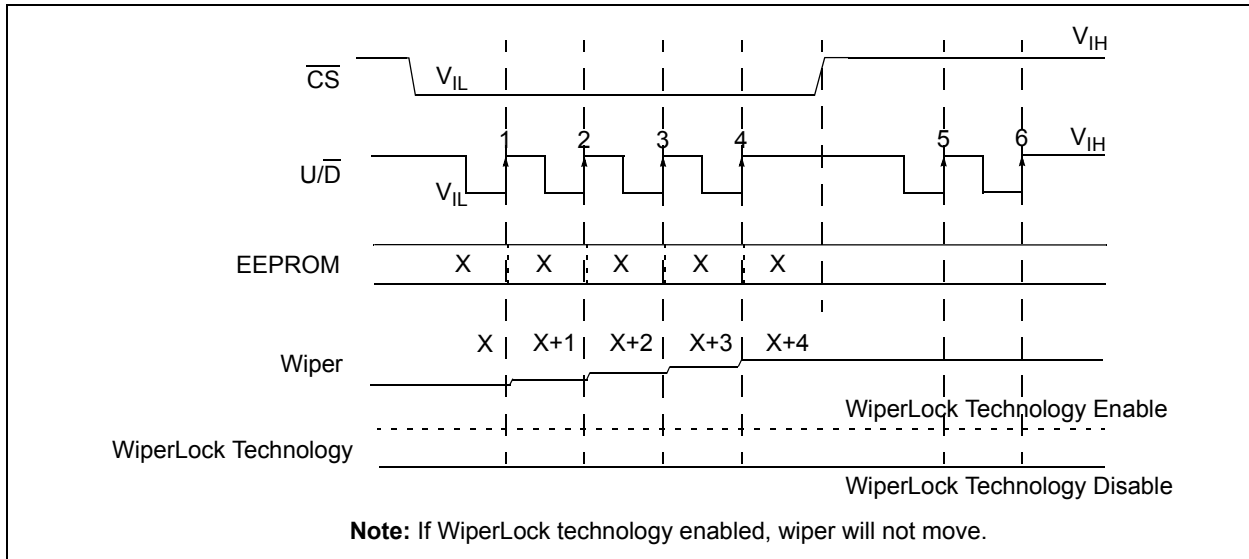 V_IH
C̅S̅ V_IL
1 2 3 4 5 6 V_IH
U/D̅
V_IL
EEPROM X X X X X
X X+1 X+2 X+3 X+4
Wiper
WiperLock Technology Enable
WiperLock Technology
WiperLock Technology Disable
Note: If WiperLock technology enabled, wiper will not move.